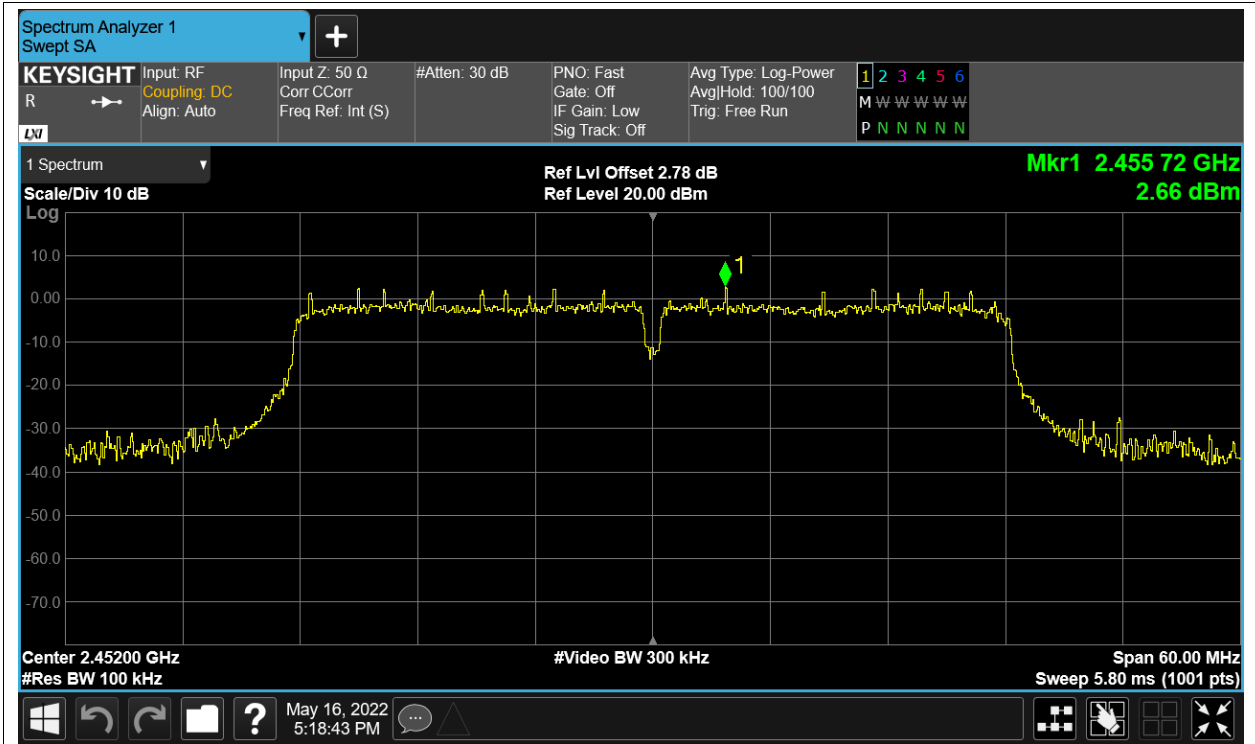 Spectrum Analyzer 1
Swept SA
KEYSIGHT Input: RF Input Z: 50 Ω #Atten: 30 dB PNO: Fast Avg Type: Log-Power 1 2 3 4 5 6
R Coupling: DC Corr CCorr Gate: Off Avg|Hold: 100/100 M W W W W W
Align: Auto Freq Ref: Int (S) IF Gain: Low Trig: Free Run
LXI Sig Track: Off P N N N N N
1 Spectrum Ref Lvl Offset 2.78 dB Mkr1 2.455 72 GHz
Scale/Div 10 dB Ref Level 20.00 dBm 2.66 dBm
Log
10.0
1
0.00
-10.0
-20.0
-30.0
-40.0
-50.0
-60.0
-70.0
Center 2.45200 GHz #Video BW 300 kHz Span 60.00 MHz
#Res BW 100 kHz Sweep 5.80 ms (1001 pts)
? May 16, 2022
5:18:43 PM